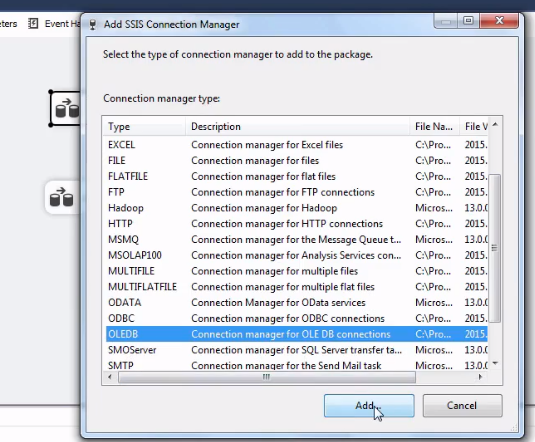 Add SSIS Connection Manager
eters Event Ha
Select the type of connection manager to add to the package.
Connection manager type:
Type Description File Na... File V
EXCEL Connection manager for Excel files C:\Pro... 2015.
FILE Connection manager for files C:\Pro... 2015.
FLATFILE Connection manager for flat files C:\Pro... 2015.
FTP Connection manager for FTP connections C:\Pro... 2015.
Hadoop Connection manager for Hadoop Micros... 13.0.0
HTTP Connection manager for HTTP connections C:\Pro... 2015.
MSMQ Connection manager for the Message Queue t... Micros... 13.0.0
MSOLAP100 Connection manager for Analysis Services con... C:\Pro... 2015.
MULTIFILE Connection manager for multiple files C:\Pro... 2015.
MULTIFLATFILE Connection manager for multiple flat files C:\Pro... 2015.
ODATA Connection Manager for OData services Micros... 13.0.0
ODBC Connection manager for ODBC connections C:\Pro... 2015.
OLEDB Connection manager for OLE DB connections C:\Pro... 2015.
SMOServer Connection manager for SQL Server transfer ta... Micros... 13.0.0
SMTP Connection manager for the Send Mail task Micros... 13.0.0
Add... Cancel